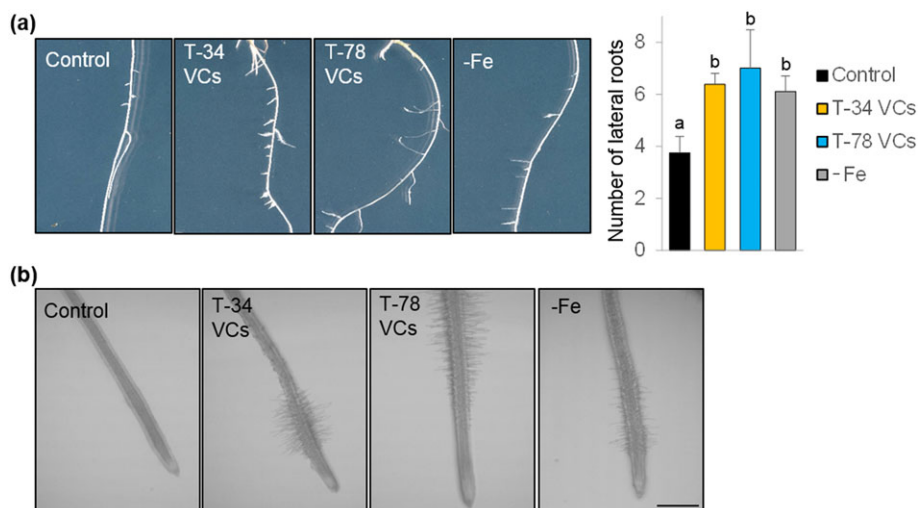 (a)
Control
T-34
VCs
T-78
VCs
-Fe
Number of lateral roots
8
6
4
2
0
a
b
b
b
Control
T-34 VCs
T-78 VCs
-Fe
(b)
Control
T-34
VCs
T-78
VCs
-Fe